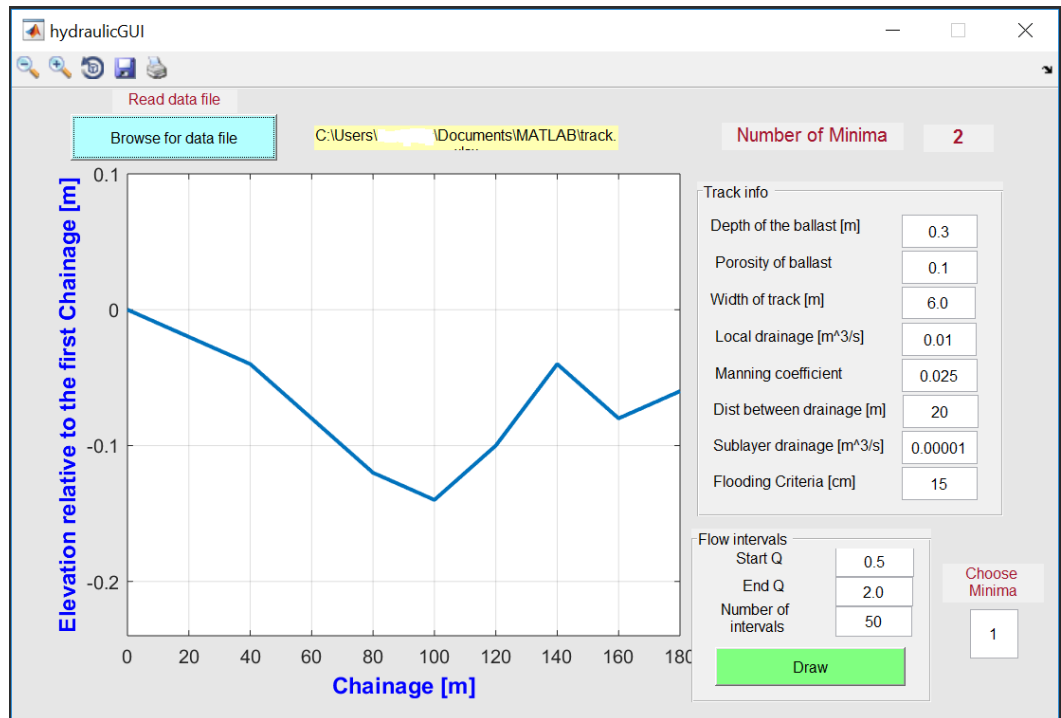 hydraulicGUI
Read data file
Browse for data file
C:\Users\ \Documents\MATLAB\track.
Number of Minima 2
Elevation relative to the first Chainage [m]
0.1
0
-0.1
-0.2
0 20 40 60 80 100 120 140 160 180
Chainage [m]
Track info
Depth of the ballast [m] 0.3
Porosity of ballast 0.1
Width of track [m] 6.0
Local drainage [m^3/s] 0.01
Manning coefficient 0.025
Dist between drainage [m] 20
Sublayer drainage [m^3/s] 0.00001
Flooding Criteria [cm] 15
Flow intervals
Start Q 0.5
End Q 2.0
Number of
intervals 50
Draw
Choose
Minima
1